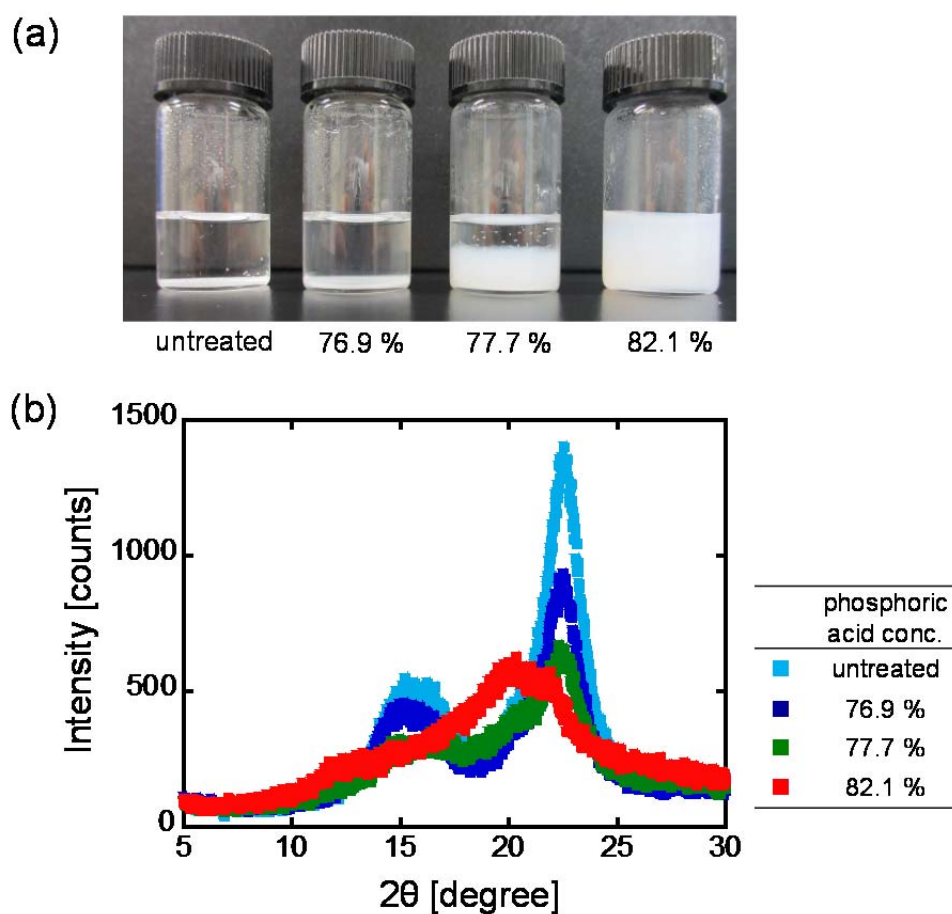 (a)
untreated 76.9 % 77.7 % 82.1 %
(b)
1500
1000
500
0
5 10 15 20 25 30
Intensity [counts]
2θ [degree]
phosphoric
acid conc.
untreated
76.9 %
77.7 %
82.1 %